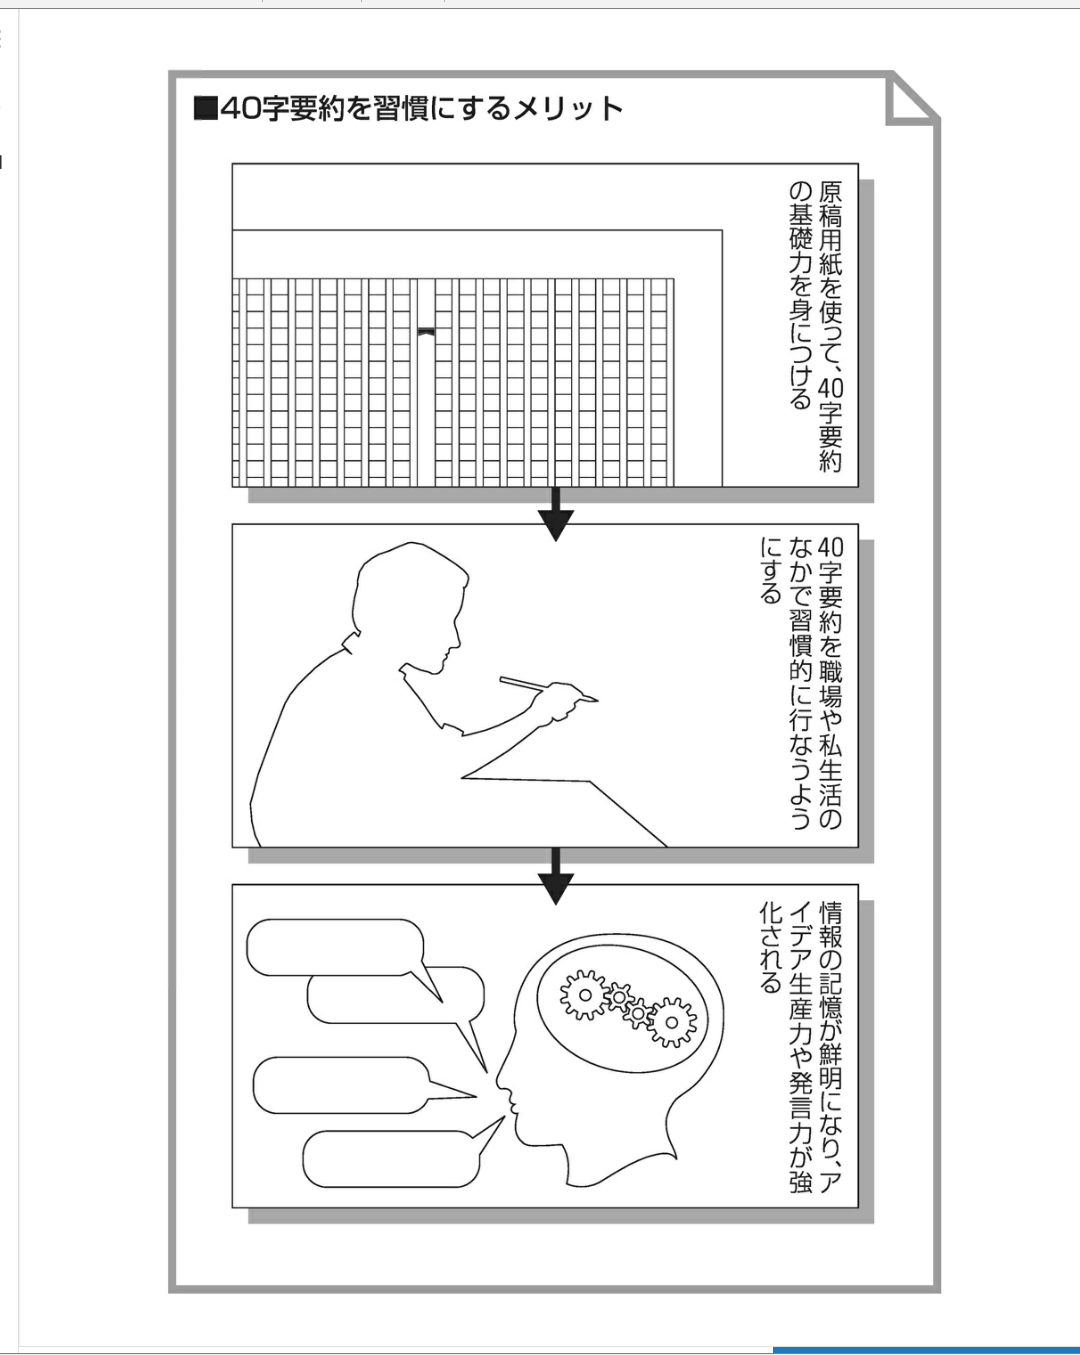 ■40字要約を習慣にするメリット
原稿用紙を使って、40字要約
の基礎力を身につける
40字要約を職場や私生活の
なかで習慣的に行なうよう
にする
情報の記憶が鮮明になり、ア
イデア生産力や発言力が強
化される